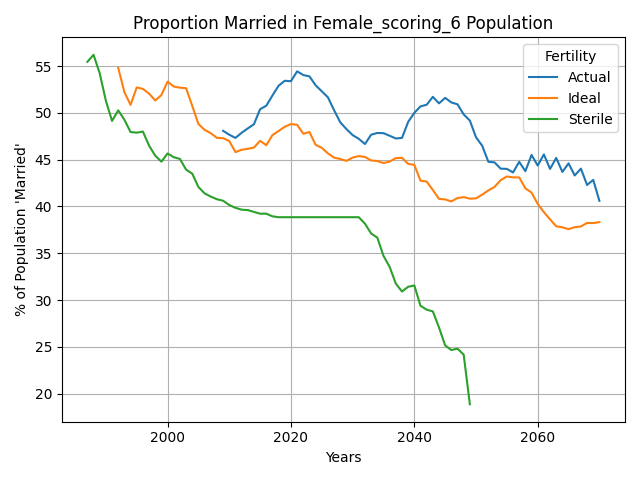 Proportion Married in Female_scoring_6 Population
Fertility
Actual
Ideal
Sterile
% of Population 'Married'
55
50
45
40
35
30
25
20
2000
2020
2040
2060
Years